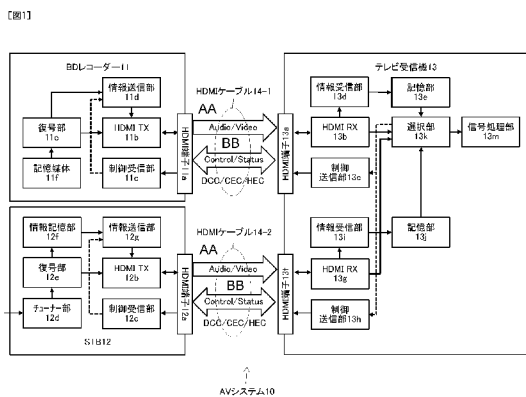 【図1】
BDレコーダー11
情報送信部
11d
復号部
11e
HDMI TX
11b
記憶媒体
11f
制御受信部
11c
HDMI端子11a
HDMIケーブル14-1
AA
Audio/Video
BB
Control/Status
DCC/CEC/HEC
テレビ受信機13
情報受信部
13d
記憶部
13e
HDMI端子13a
HDMI RX
13b
選択部
13k
信号処理部
13m
制御
送信部13c
情報記憶部
12f
情報送信部
12g
復号部
12e
HDMI TX
12b
チューナー部
12d
制御受信部
12c
HDMI端子12a
STB12
HDMIケーブル14-2
AA
Audio/Video
BB
Control/Status
DCC/CEC/HEC
情報受信部
13i
記憶部
13j
HDMI端子13f
HDMI RX
13g
制御
送信部13h
AVシステム10